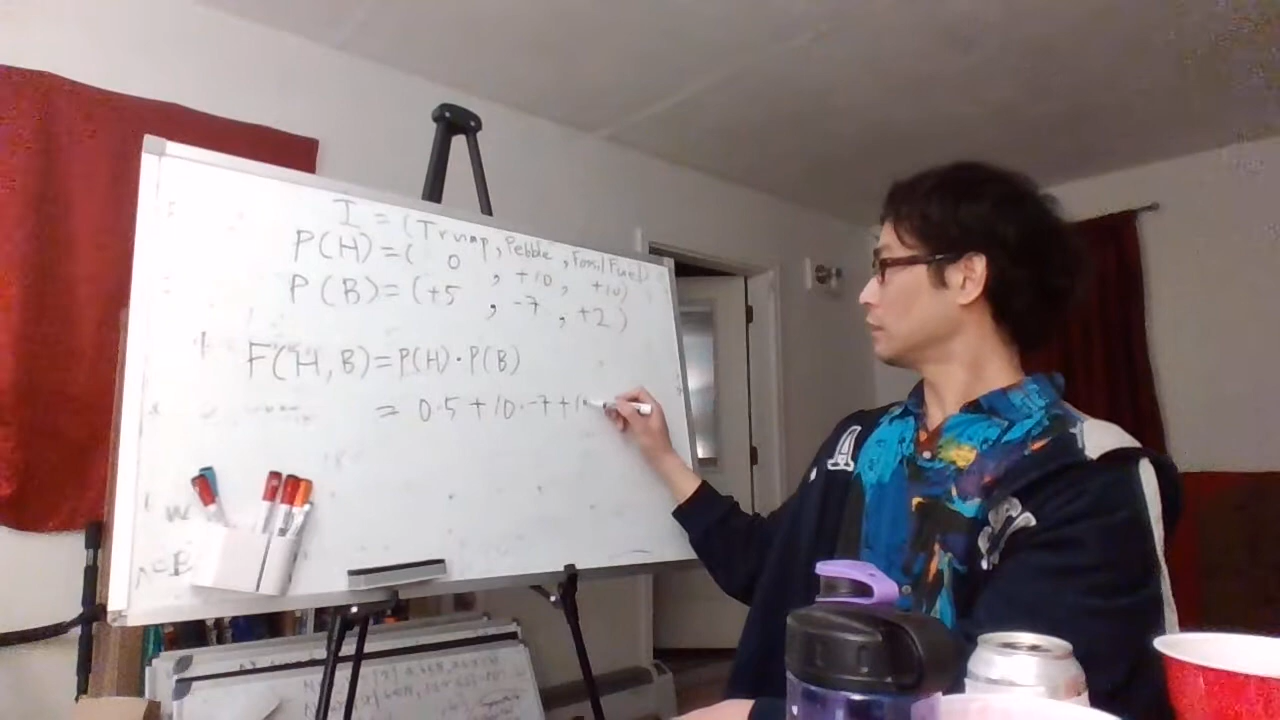 I = (Trump, Pebble, Fossil Fuel)
P(H)=( 0 , +10, +10)
P(B)=(+5 , -7 , +2)
F(H,B)=P(H)·P(B)
= 0·5+10·-7+1
A